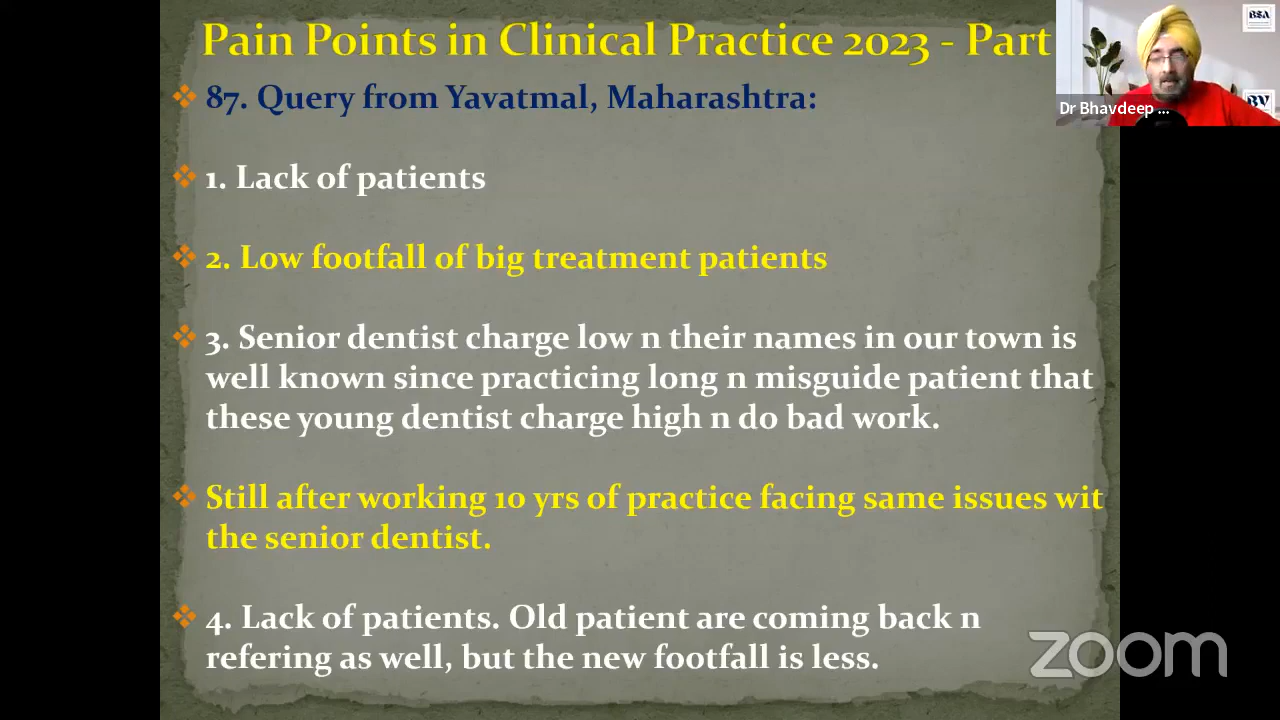 Pain Points in Clinical Practice 2023 - Part
87. Query from Yavatmal, Maharashtra:
1. Lack of patients
2. Low footfall of big treatment patients
3. Senior dentist charge low n their names in our town is
well known since practicing long n misguide patient that
these young dentist charge high n do bad work.
Still after working 10 yrs of practice facing same issues wit
the senior dentist.
4. Lack of patients. Old patient are coming back n
refering as well, but the new footfall is less.
Dr Bhavdeep ...
B$A
BV
zoom